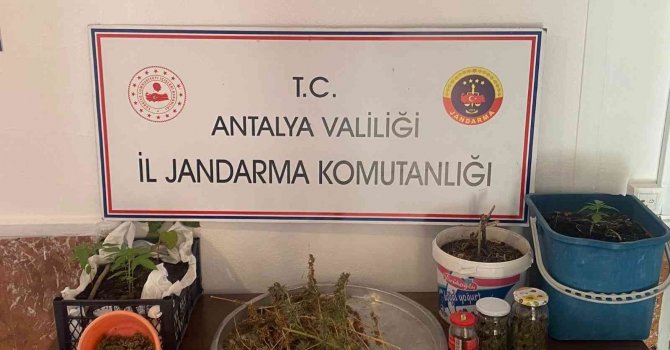 T.C.
ANTALYA VALİLİĞİ
İL JANDARMA KOMUTANLIĞI
JANDARMA